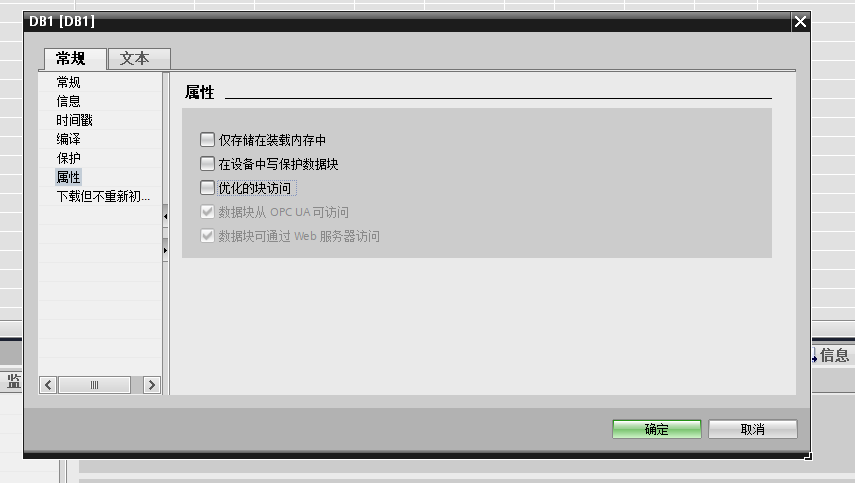 DB1 [DB1]
常规
文本
常规
信息
时间戳
编译
保护
属性
下载但不重新初...
属性
仅存储在装载内存中
在设备中写保护数据块
优化的块访问
数据块从 OPC UA 可访问
数据块可通过 Web 服务器访问
信息
监
确定
取消